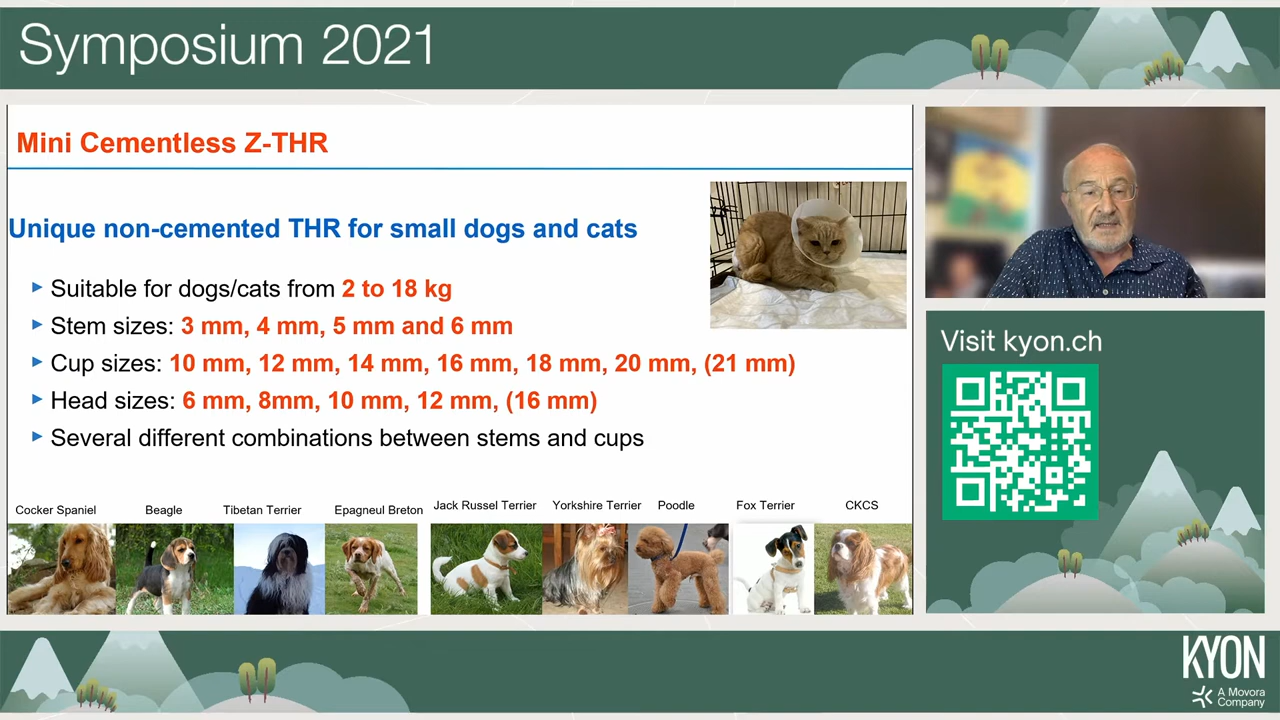 Symposium 2021
Mini Cementless Z-THR
Unique non-cemented THR for small dogs and cats
Suitable for dogs/cats from 2 to 18 kg
Stem sizes: 3 mm, 4 mm, 5 mm and 6 mm
Cup sizes: 10 mm, 12 mm, 14 mm, 16 mm, 18 mm, 20 mm, (21 mm)
Head sizes: 6 mm, 8mm, 10 mm, 12 mm, (16 mm)
Several different combinations between stems and cups
Cocker Spaniel
Beagle
Tibetan Terrier
Epagneul Breton
Jack Russel Terrier
Yorkshire Terrier
Poodle
Fox Terrier
CKCS
Visit kyon.ch
KYON
A Movora
Company